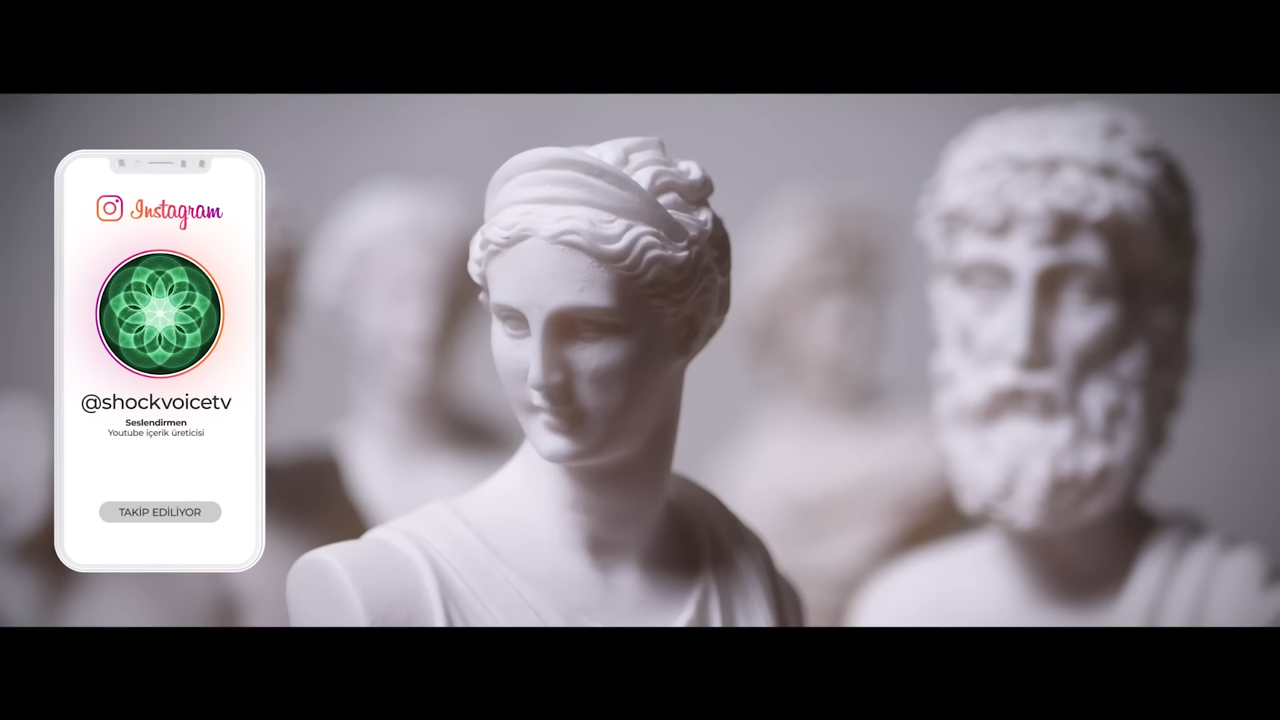 Instagram
@shockvoicetv
Seslendirmen
Youtube içerik üreticisi
TAKİP EDİLİYOR